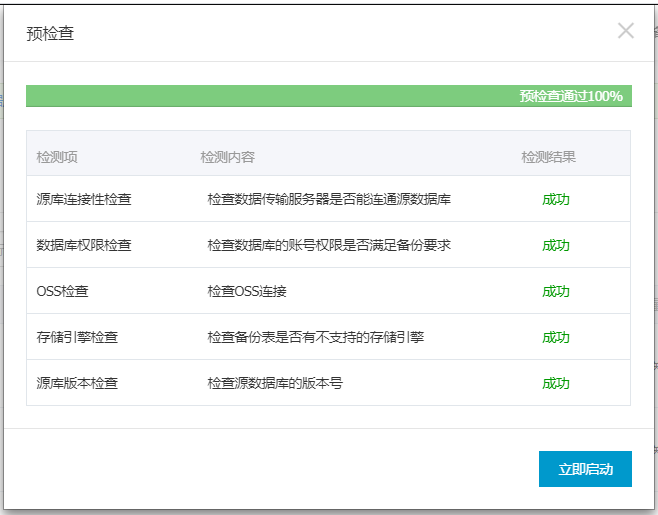 预检查
预检查通过100%
检测项 检测内容 检测结果
源库连接性检查 检查数据传输服务器是否能连通源数据库 成功
数据库权限检查 检查数据库的账号权限是否满足备份要求 成功
OSS检查 检查OSS连接 成功
存储引擎检查 检查备份表是否有不支持的存储引擎 成功
源库版本检查 检查源数据库的版本号 成功
立即启动